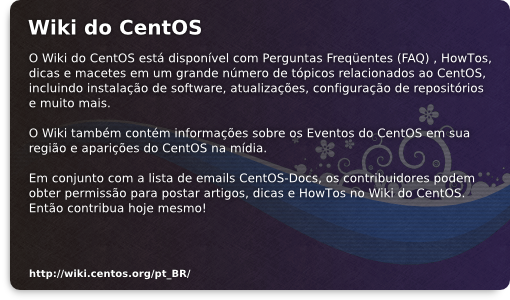 Wiki do CentOS
O Wiki do CentOS está disponível com Perguntas Freqüentes (FAQ) , HowTos,
dicas e macetes em um grande número de tópicos relacionados ao CentOS,
incluindo instalação de software, atualizações, configuração de repositórios
e muito mais.
O Wiki também contém informações sobre os Eventos do CentOS em sua
região e aparições do CentOS na mídia.
Em conjunto com a lista de emails CentOS-Docs, os contribuidores podem
obter permissão para postar artigos, dicas e HowTos no Wiki do CentOS.
Então contribua hoje mesmo!
http://wiki.centos.org/pt_BR/